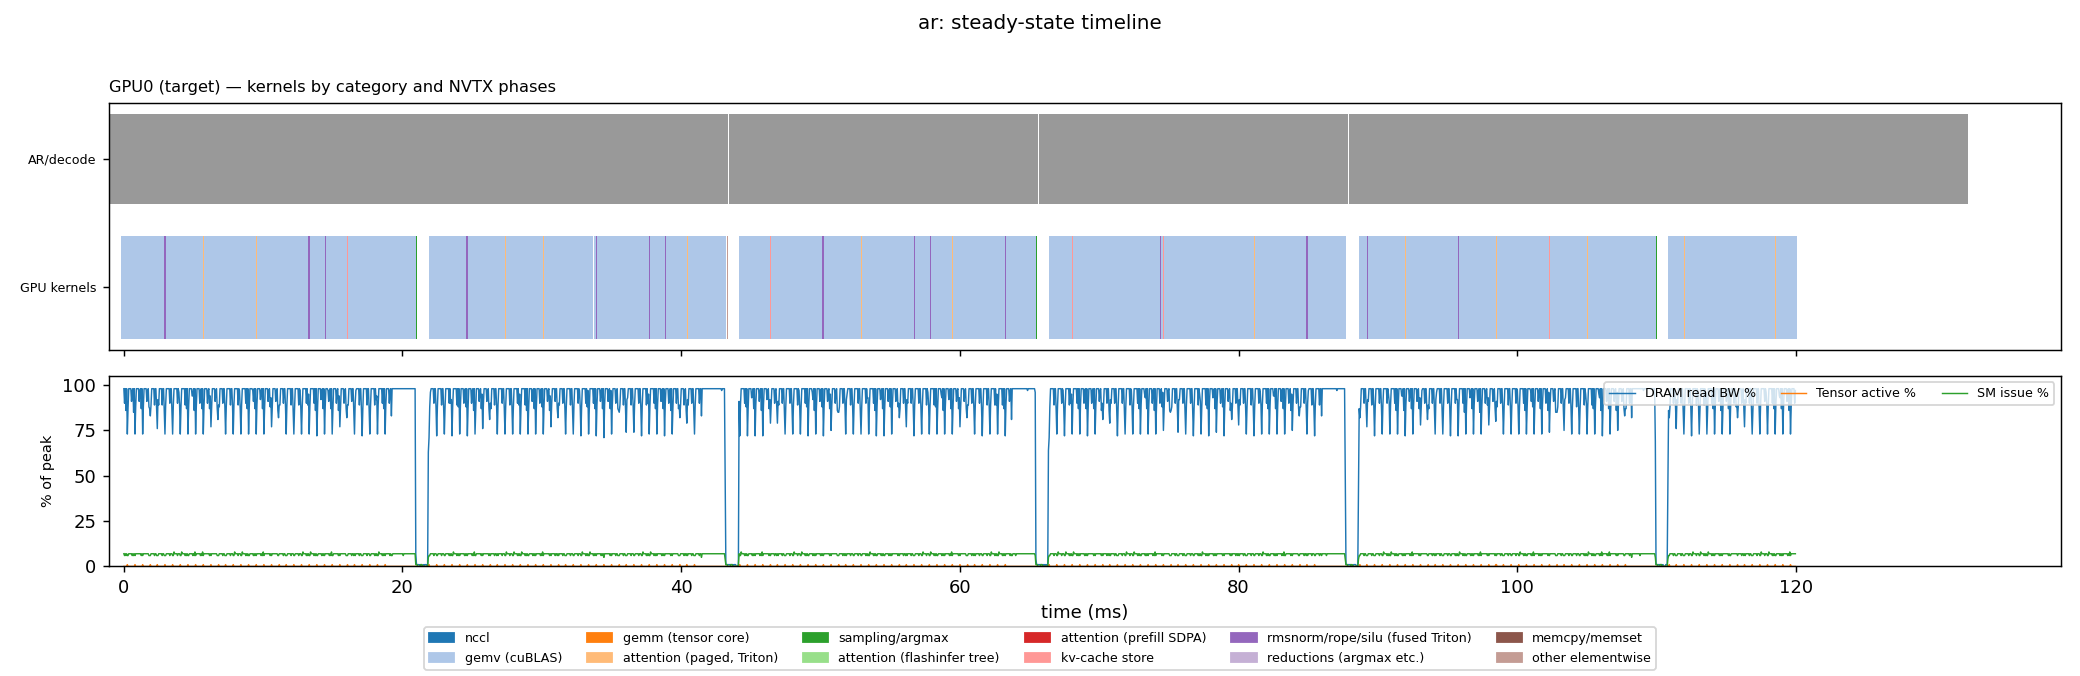 ar: steady-state timeline
GPU0 (target) — kernels by category and NVTX phases
AR/decode
GPU kernels
100
75
50
25
0
% of peak
DRAM read BW % Tensor active % SM issue %
0 20 40 60 80 100 120
time (ms)
nccl gemm (tensor core) sampling/argmax attention (prefill SDPA) rmsnorm/rope/silu (fused Triton) memcpy/memset
gemv (cuBLAS) attention (paged, Triton) attention (flashinfer tree) kv-cache store reductions (argmax etc.) other elementwise